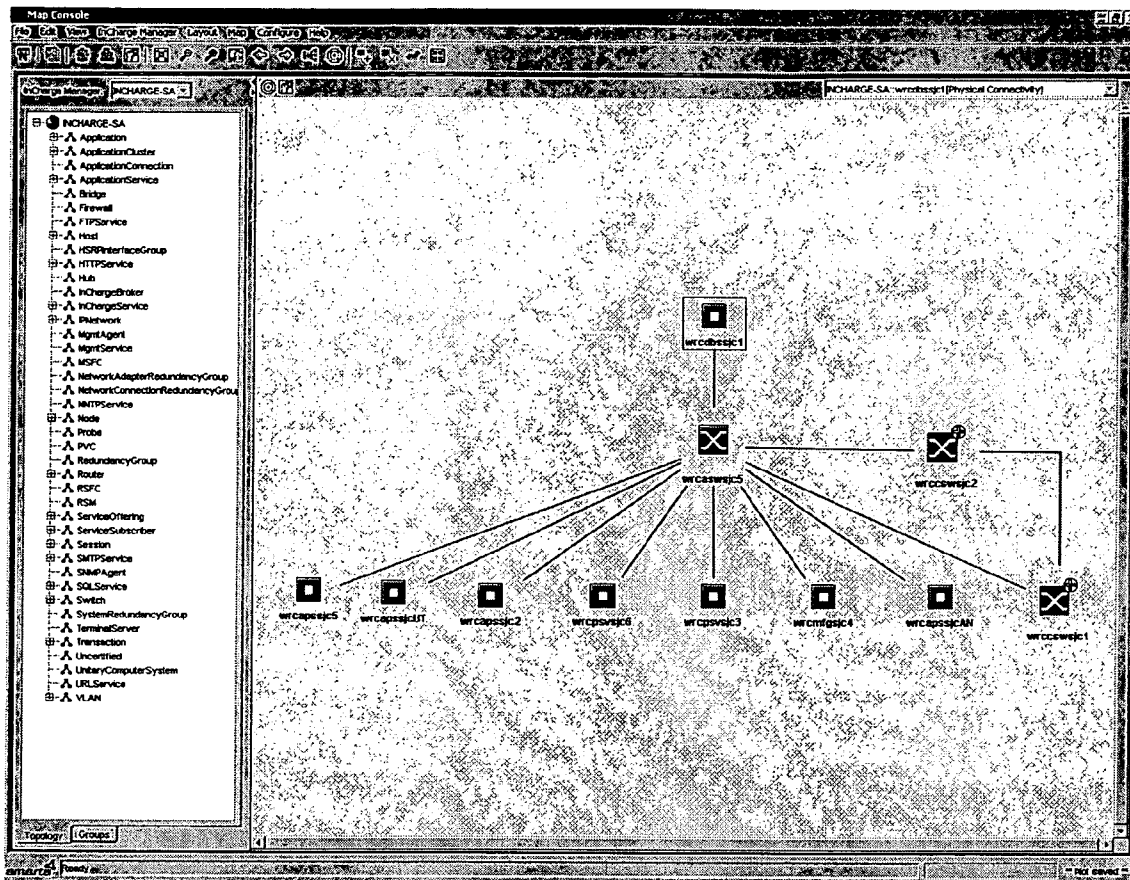 Map Console
File Edit Views InCharge Manager Layout Map Configure Help
InCharge Manager: INCHARGE-SA
INCHARGE-SA::wrcdbssjc1 [Physical Connectivity]
INCHARGE-SA
Application
ApplicationCluster
ApplicationConnection
ApplicationService
Bridge
Firewall
FTPService
Host
HSRPInterfaceGroup
HTTPService
Hub
InChargeBroker
InChargeService
IPNetwork
MgmtAgent
MgmtService
MSFC
NetworkAdapterRedundancyGroup
NetworkConnectionRedundancyGroup
NNTPService
Node
Probe
PVC
RedundancyGroup
Router
RSFC
RSM
ServiceOffering
ServiceSubscriber
Session
SMTPService
SNMPAgent
SQLService
Switch
SystemRedundancyGroup
TerminalServer
Transaction
Uncertified
UnitaryComputerSystem
URLService
VLAN
Topology Groups
wrcdbssjc1
wrcaswsjc5
wrccswsjc2
wrcapssjc5
wrcapssjcUT
wrcapssjc2
wrcpsvsjc6
wrcpsvsjc3
wrcmfgsjc4
wrcapssjcAN
wrccswsjc1
smarts Ready
** Not saved **